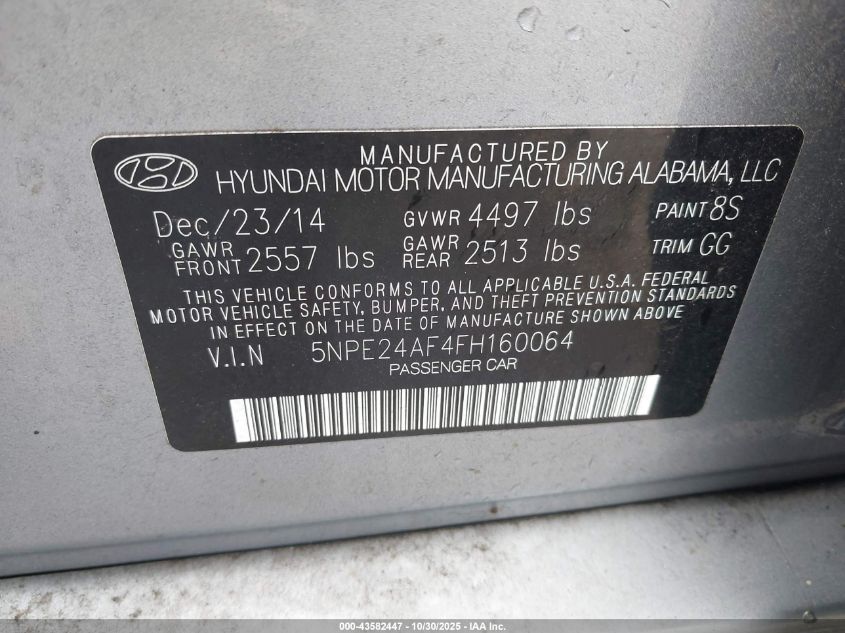 MANUFACTURED BY
HYUNDAI MOTOR MANUFACTURING ALABAMA, LLC
Dec/23/14 GVWR 4497 lbs PAINT 8S
GAWR FRONT 2557 lbs GAWR REAR 2513 lbs TRIM GG
THIS VEHICLE CONFORMS TO ALL APPLICABLE U.S.A. FEDERAL
MOTOR VEHICLE SAFETY, BUMPER, AND THEFT PREVENTION STANDARDS
IN EFFECT ON THE DATE OF MANUFACTURE SHOWN ABOVE.
V.I.N 5NPE24AF4FH160064
PASSENGER CAR
000-43582447 - 10/30/2025 - IAA Inc.